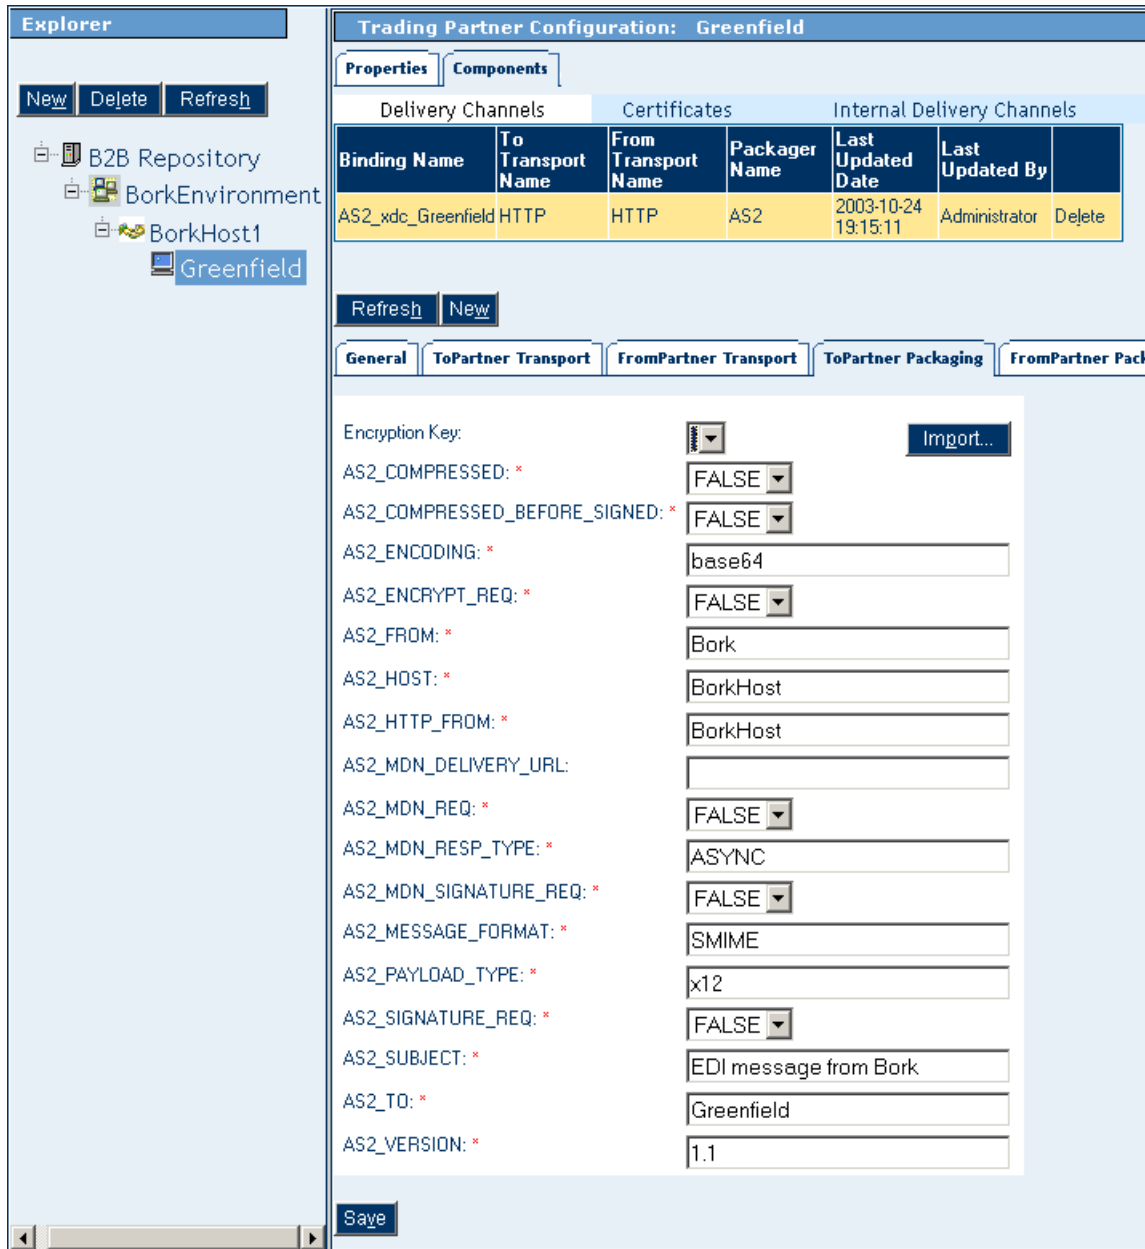 Explorer
New Delete Refresh
B2B Repository
BorkEnvironment
BorkHost1
Greenfield
Trading Partner Configuration: Greenfield
Properties Components
Delivery Channels Certificates Internal Delivery Channels
Binding Name To Transport Name From Transport Name Packager Name Last Updated Date Last Updated By
AS2_xdc_Greenfield HTTP HTTP AS2 2003-10-24 19:15:11 Administrator Delete
Refresh New
General ToPartner Transport FromPartner Transport ToPartner Packaging FromPartner Pack
Encryption Key: Import...
AS2_COMPRESSED: * FALSE
AS2_COMPRESSED_BEFORE_SIGNED: * FALSE
AS2_ENCODING: * base64
AS2_ENCRYPT_REQ: * FALSE
AS2_FROM: * Bork
AS2_HOST: * BorkHost
AS2_HTTP_FROM: * BorkHost
AS2_MDN_DELIVERY_URL:
AS2_MDN_REQ: * FALSE
AS2_MDN_RESP_TYPE: * ASYNC
AS2_MDN_SIGNATURE_REQ: * FALSE
AS2_MESSAGE_FORMAT: * SMIME
AS2_PAYLOAD_TYPE: * x12
AS2_SIGNATURE_REQ: * FALSE
AS2_SUBJECT: * EDI message from Bork
AS2_TO: * Greenfield
AS2_VERSION: * 1.1
Save